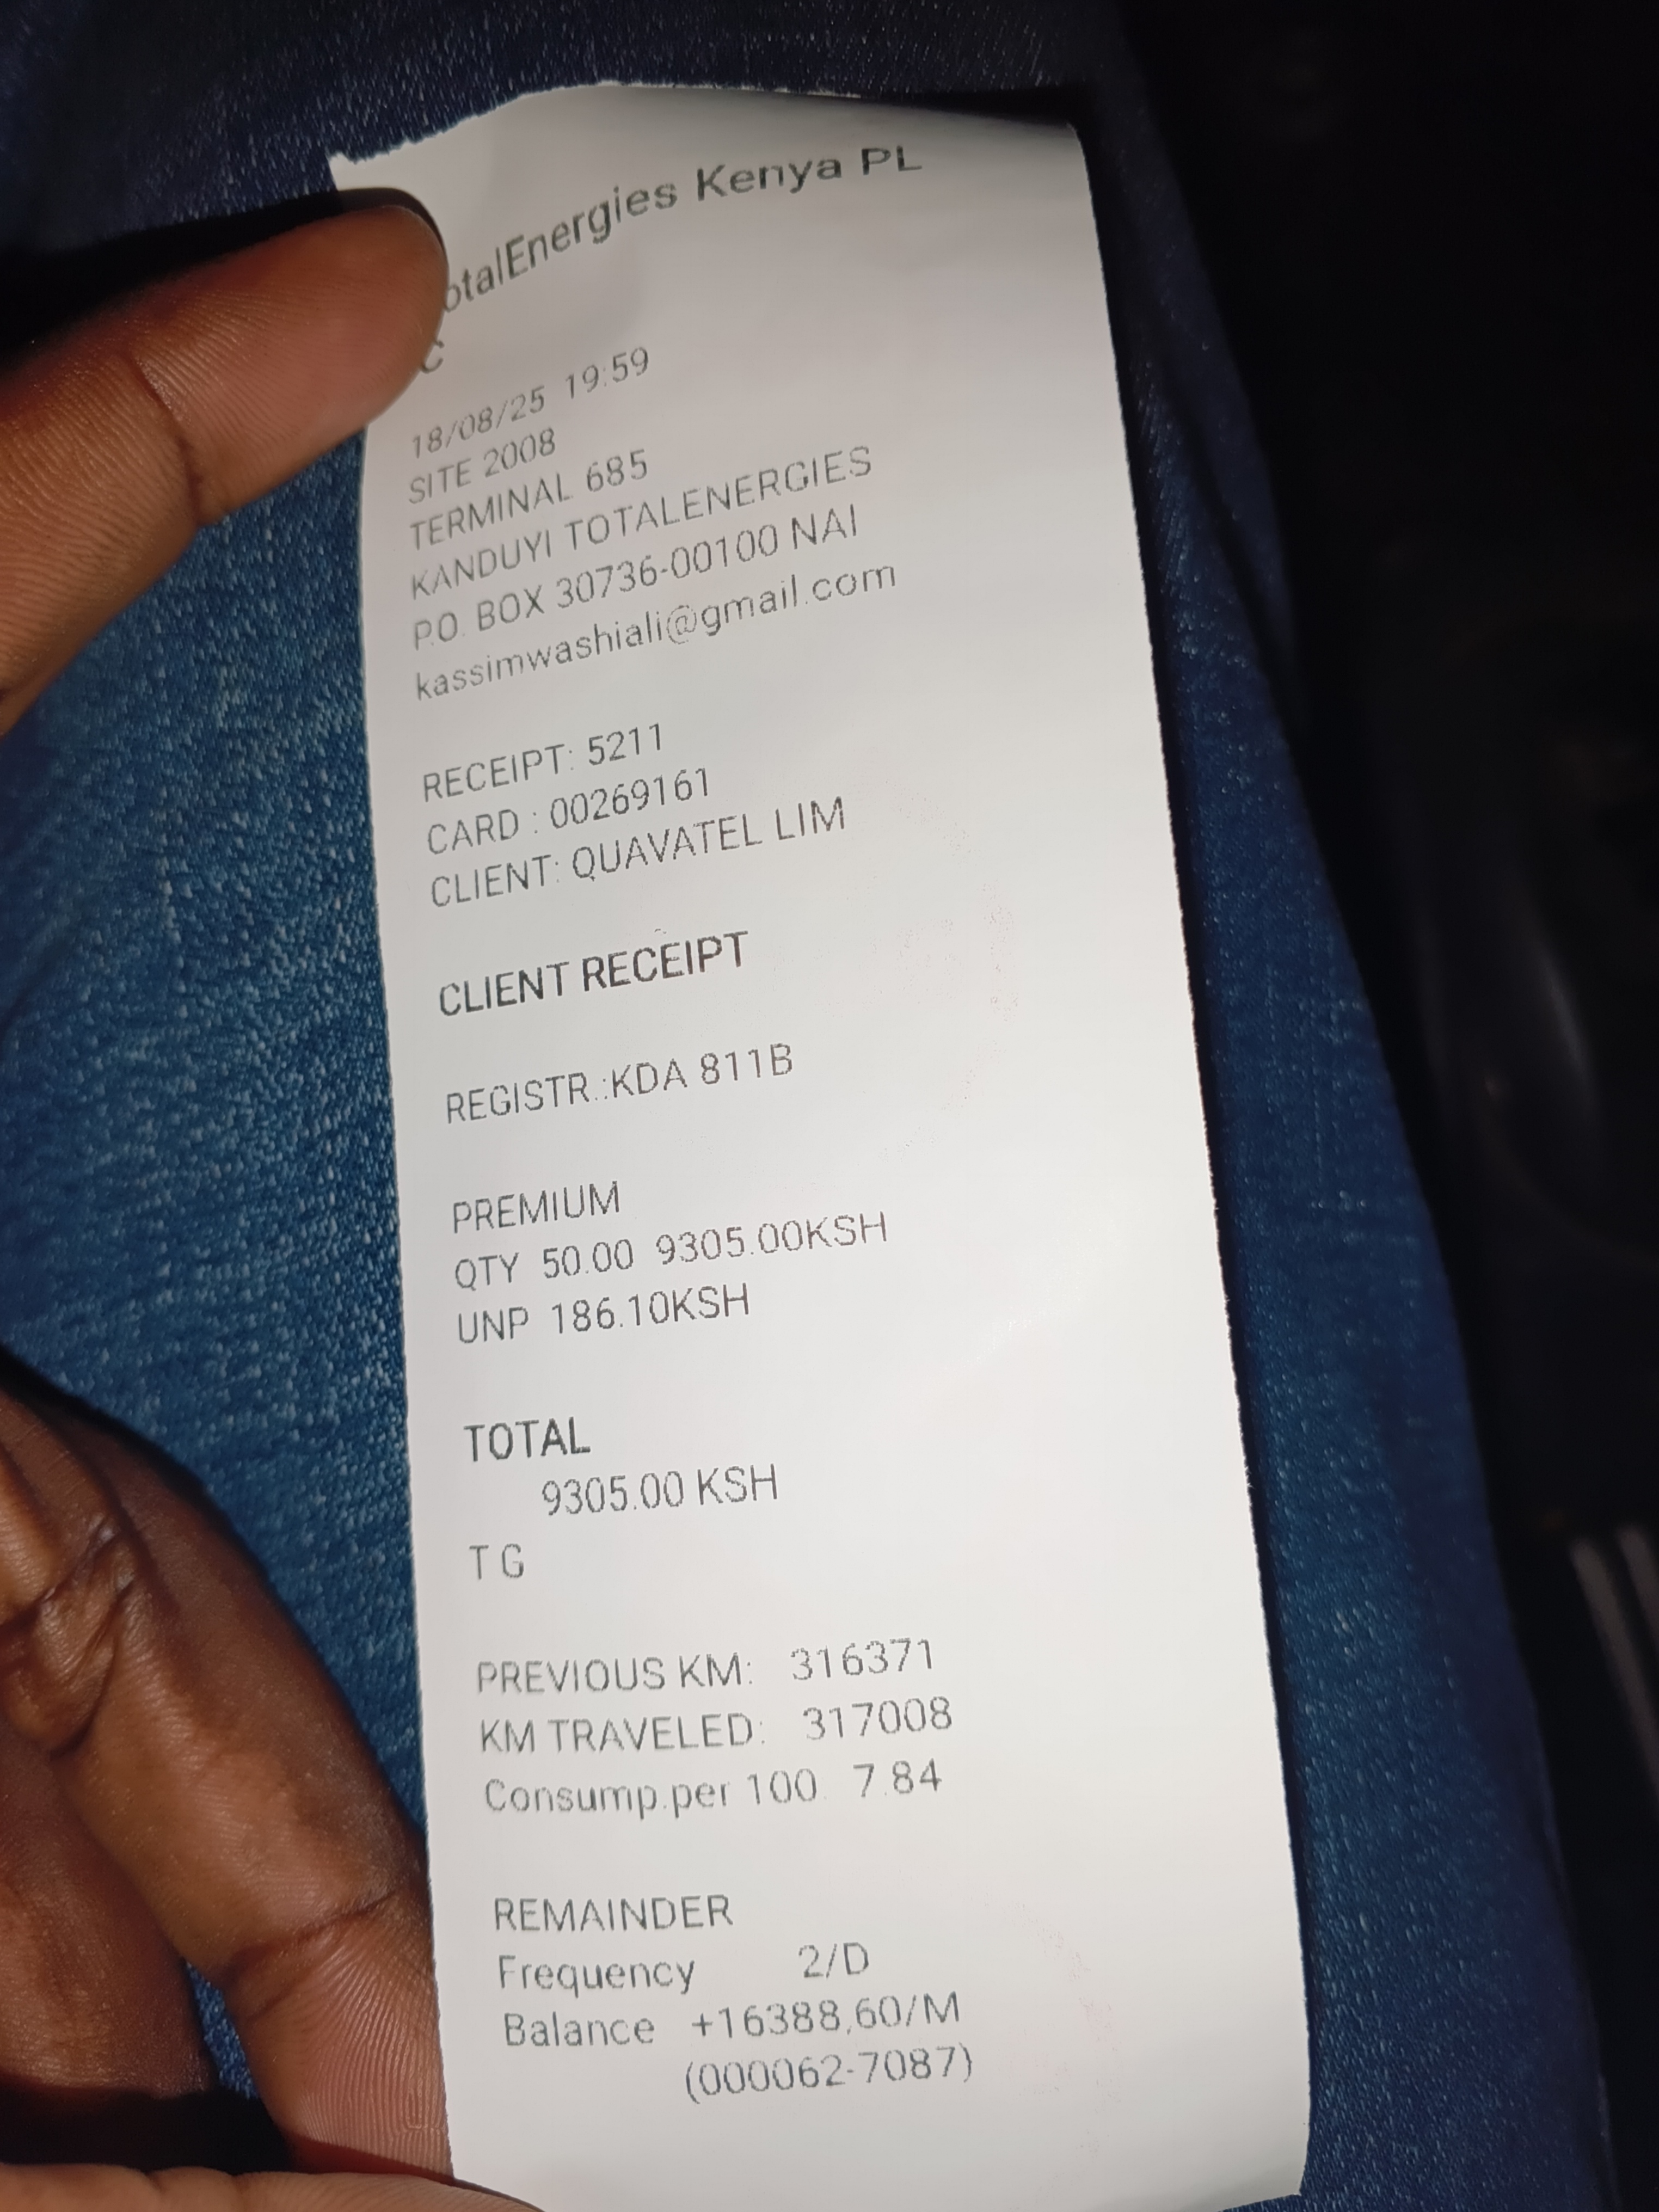 otalEnergies Kenya PL
C
18/08/25 19:59
SITE 2008
TERMINAL 685
KANDUYI TOTALENERGIES
P.O. BOX 30736-00100 NAI
kassimwashiali@gmail.com
RECEIPT: 5211
CARD : 00269161
CLIENT: QUAVATEL LIM
CLIENT RECEIPT
REGISTR.:KDA 811B
PREMIUM
QTY 50.00 9305.00KSH
UNP 186.10KSH
TOTAL
9305.00 KSH
T G
PREVIOUS KM: 316371
KM TRAVELED: 317008
Consump.per 100 7.84
REMAINDER
Frequency 2/D
Balance +16388,60/M
(000062-7087)